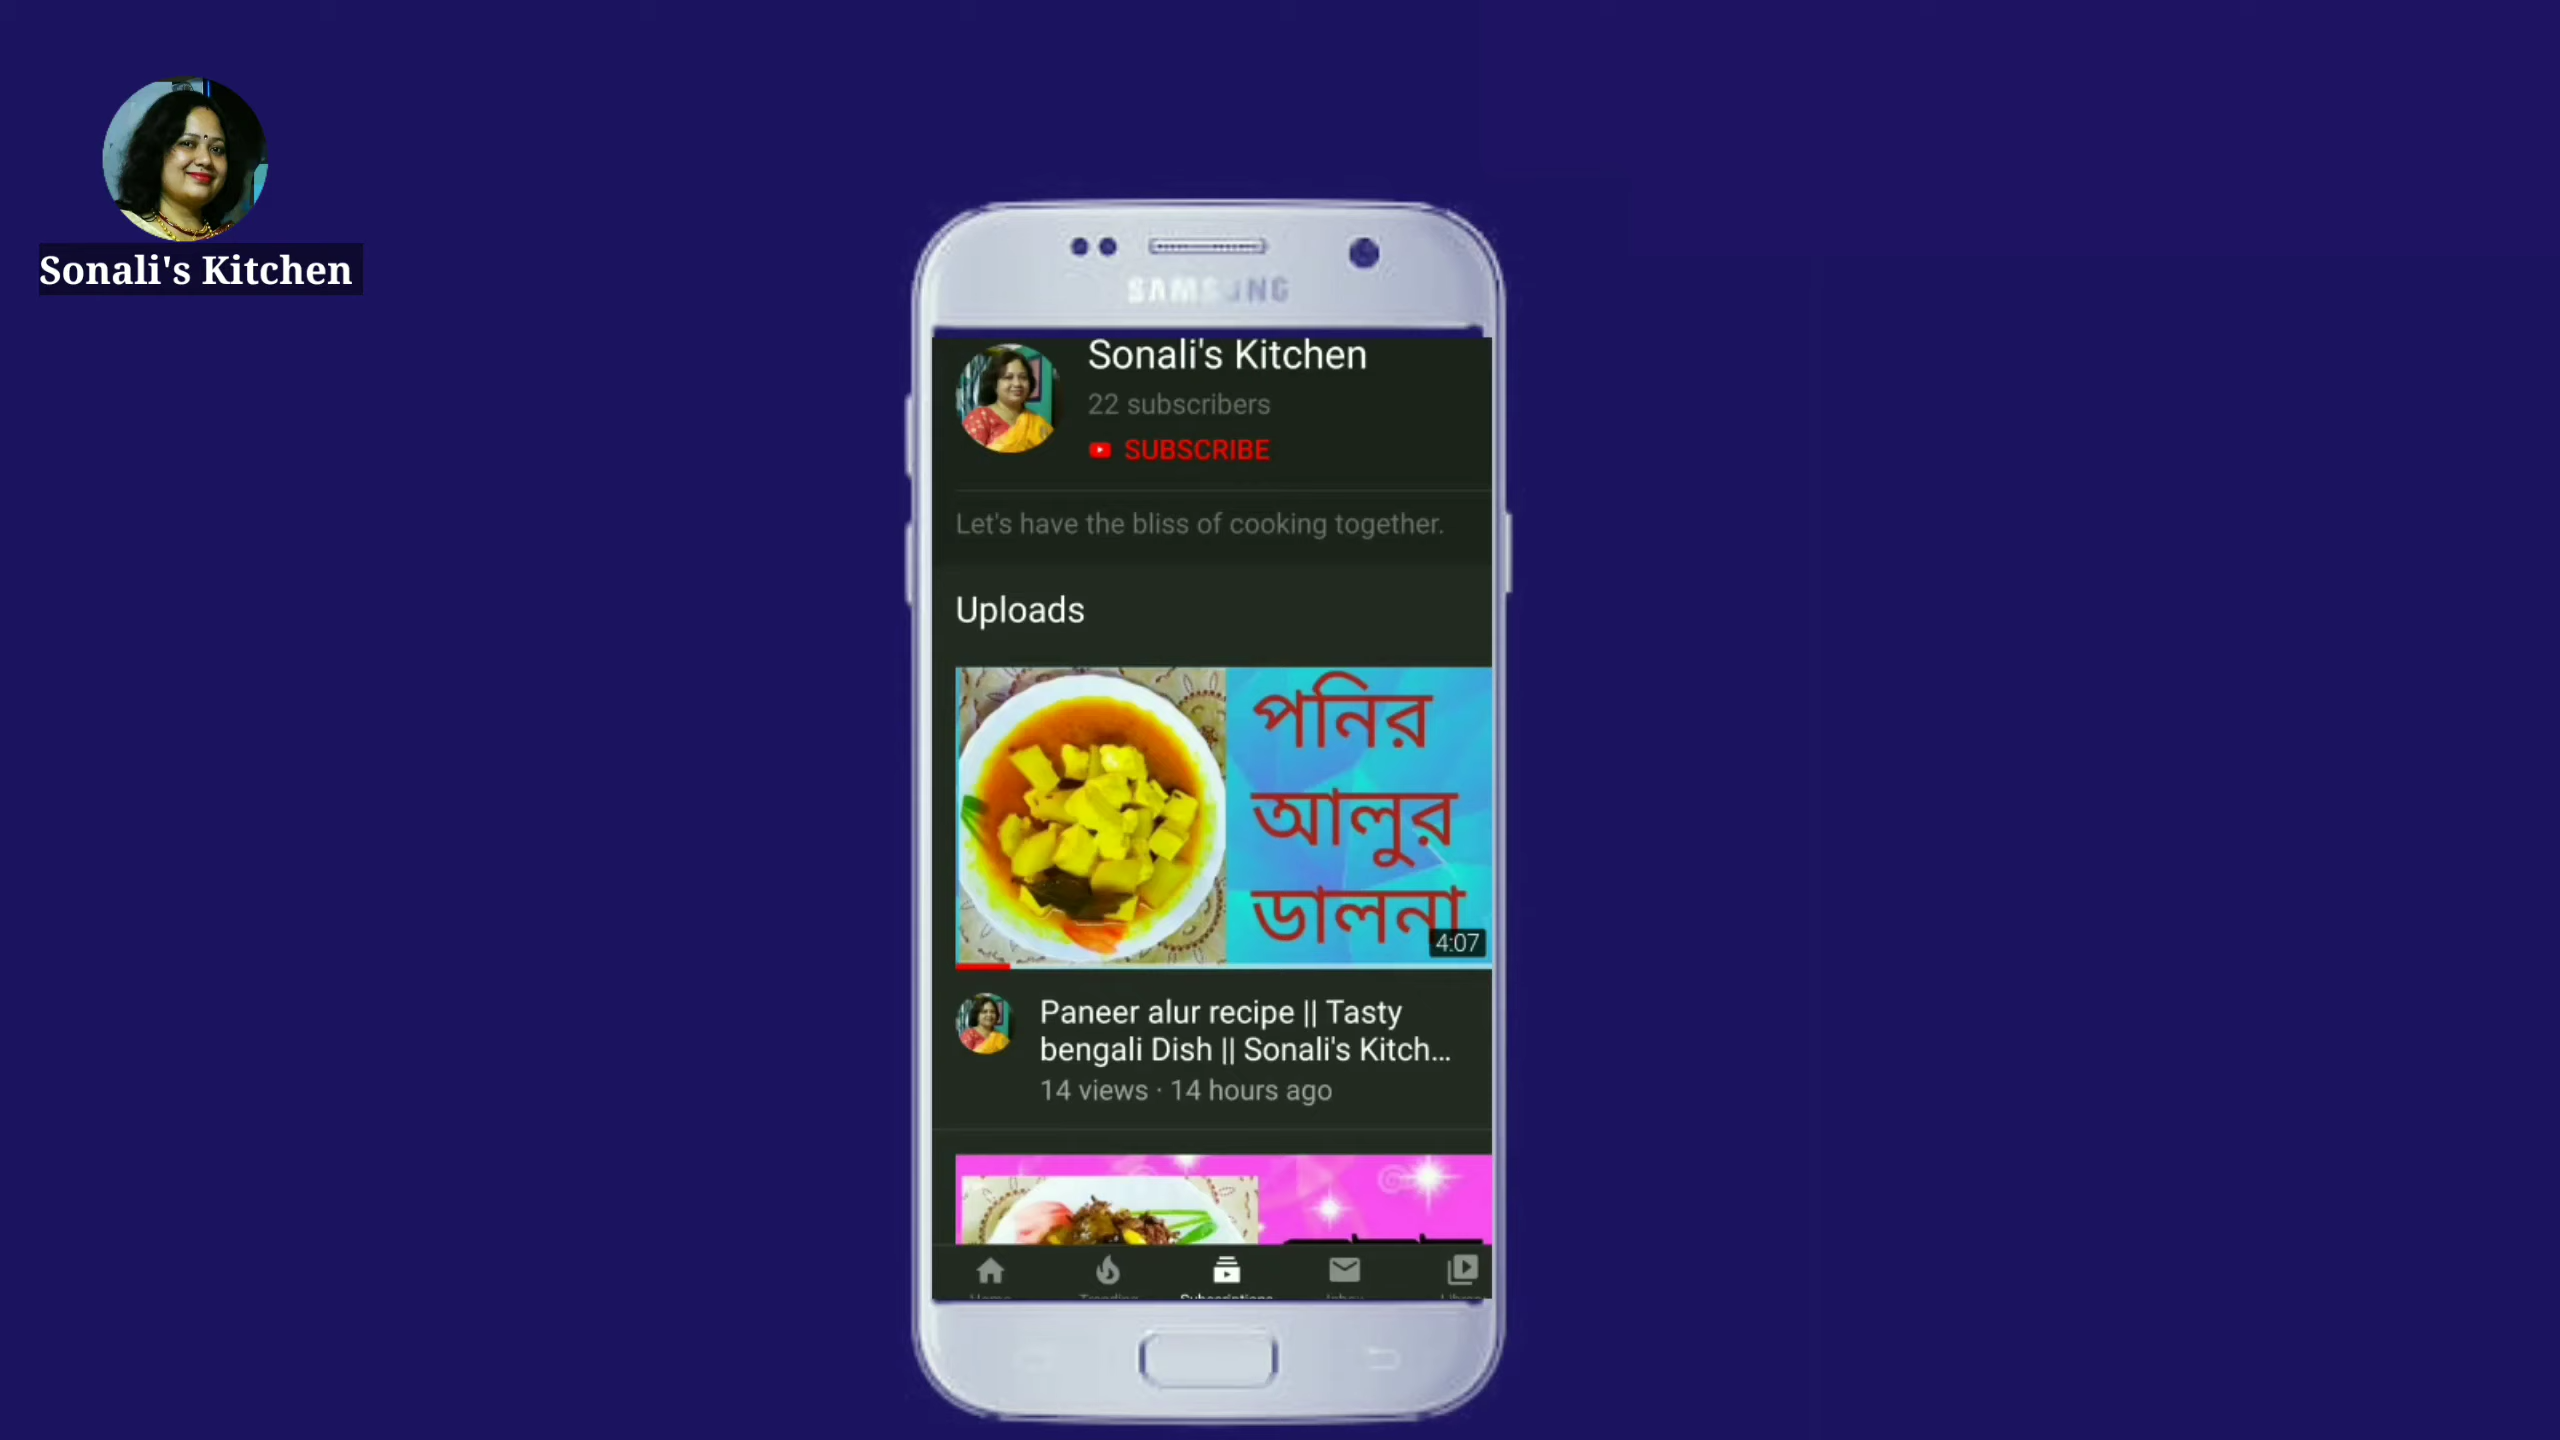 Sonali's Kitchen
SAMSUNG
Sonali's Kitchen
22 subscribers
SUBSCRIBE
Let's have the bliss of cooking together.
Uploads
পনির
আলুর
ডালনা
4:07
Paneer alur recipe || Tasty
bengali Dish || Sonali's Kitch...
14 views · 14 hours ago
Subscriptions